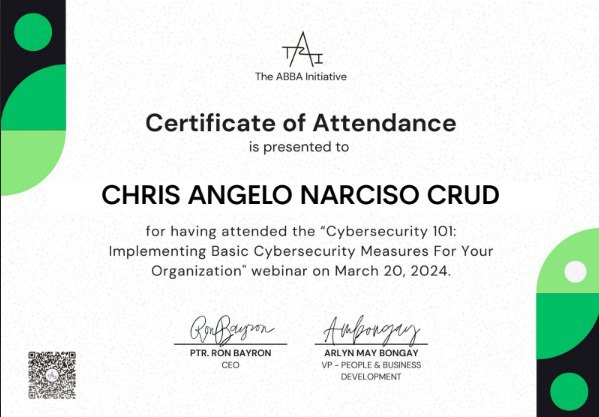 TAI
The ABBA Initiative
Certificate of Attendance
is presented to
CHRIS ANGELO NARCISO CRUD
for having attended the “Cybersecurity 101:
Implementing Basic Cybersecurity Measures For Your
Organization" webinar on March 20, 2024.
RonBayron
Ambongay
PTR. RON BAYRON
ARLYN MAY BONGAY
CEO
VP - PEOPLE & BUSINESS
DEVELOPMENT